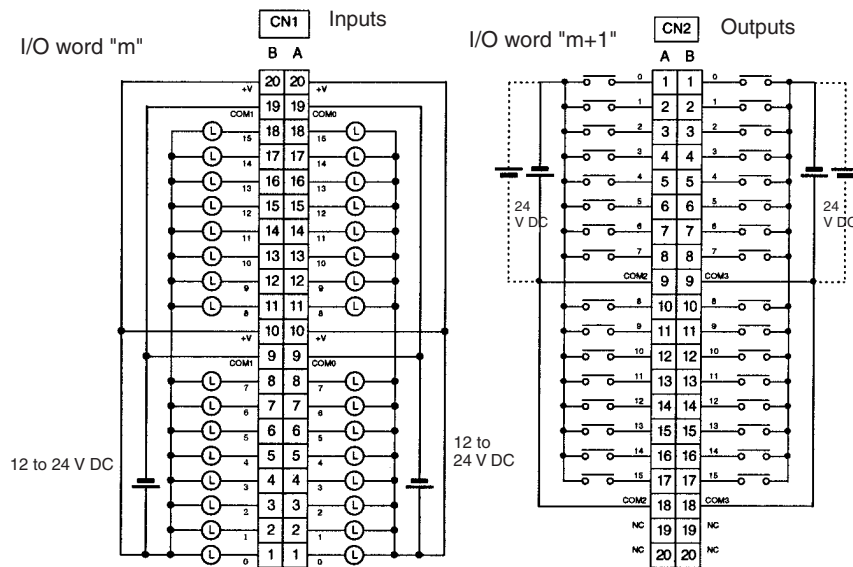 I/O word "m"
CN1 Inputs
B A
+V 20 20 +V
COM1 19 19 COM0
L 15 18 18 15 L
L 14 17 17 14 L
L 13 16 16 13 L
L 12 15 15 12 L
L 11 14 14 11 L
L 10 13 13 10 L
L 9 12 12 9 L
L 8 11 11 8 L
+V 10 10 +V
COM1 9 9 COM0
L 7 8 8 7 L
L 6 7 7 6 L
L 5 6 6 5 L
L 4 5 5 4 L
L 3 4 4 3 L
L 2 3 3 2 L
L 1 2 2 1 L
L 0 1 1 0 L
12 to 24 V DC
12 to
24 V DC
I/O word "m+1"
CN2 Outputs
A B
0 1 1 0
1 2 2 1
2 3 3 2
3 4 4 3
4 5 5 4
5 6 6 5
6 7 7 6
7 8 8 7
COM2 9 9 COM3
8 10 10 8
9 11 11 9
10 12 12 10
11 13 13 11
12 14 14 12
13 15 15 13
14 16 16 14
15 17 17 15
COM2 18 18 COM3
NC 19 19 NC
NC 20 20 NC
24
V DC
24
V DC